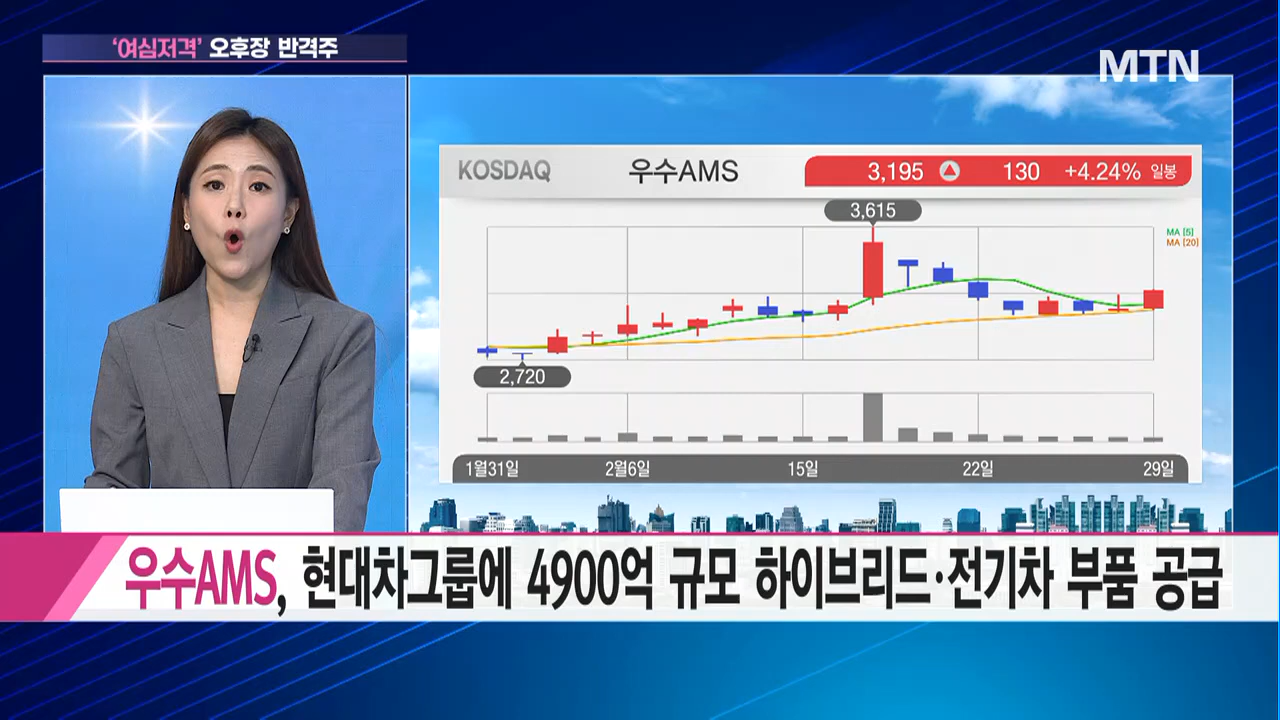 '여심저격' 오후장 반격주
MTN
KOSDAQ 우수AMS 3,195 130 +4.24% 일봉
3,615
MA [5]
MA [20]
2,720
1월31일 2월6일 15일 22일 29일
우수AMS, 현대차그룹에 4900억 규모 하이브리드·전기차 부품 공급